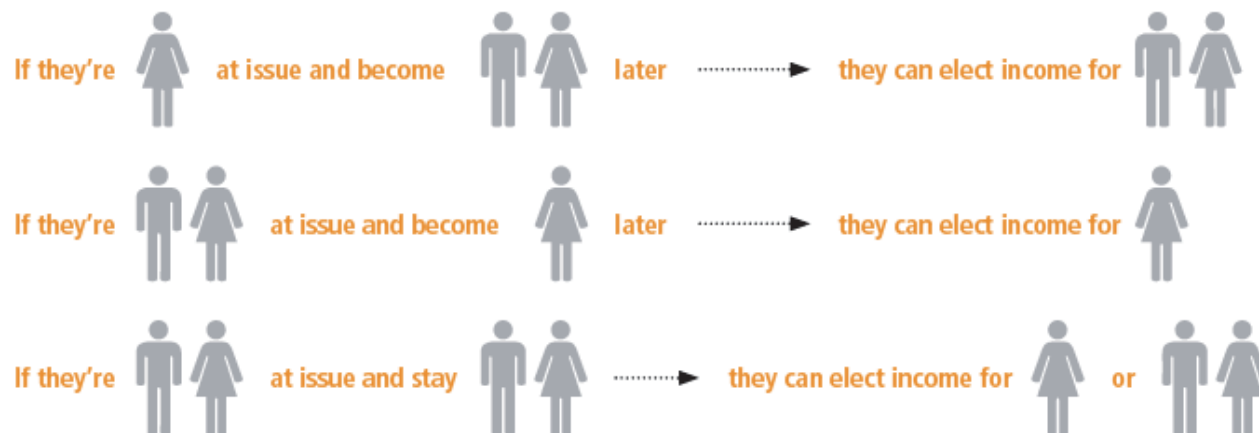 If they're at issue and become later they can elect income for
If they're at issue and become later they can elect income for
If they're at issue and stay they can elect income for or